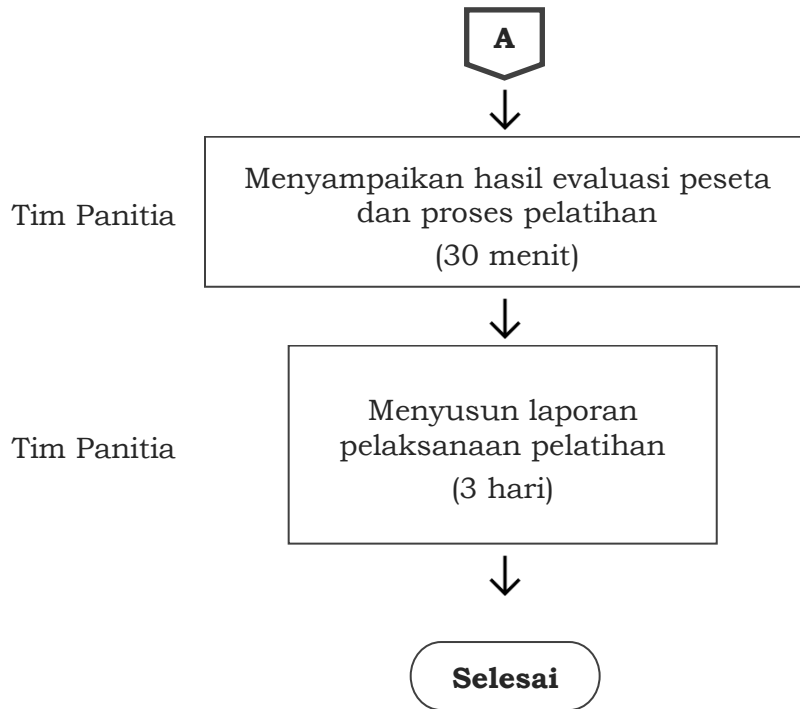 A
Tim Panitia
Menyampaikan hasil evaluasi peseta
dan proses pelatihan
(30 menit)
Tim Panitia
Menyusun laporan
pelaksanaan pelatihan
(3 hari)
Selesai